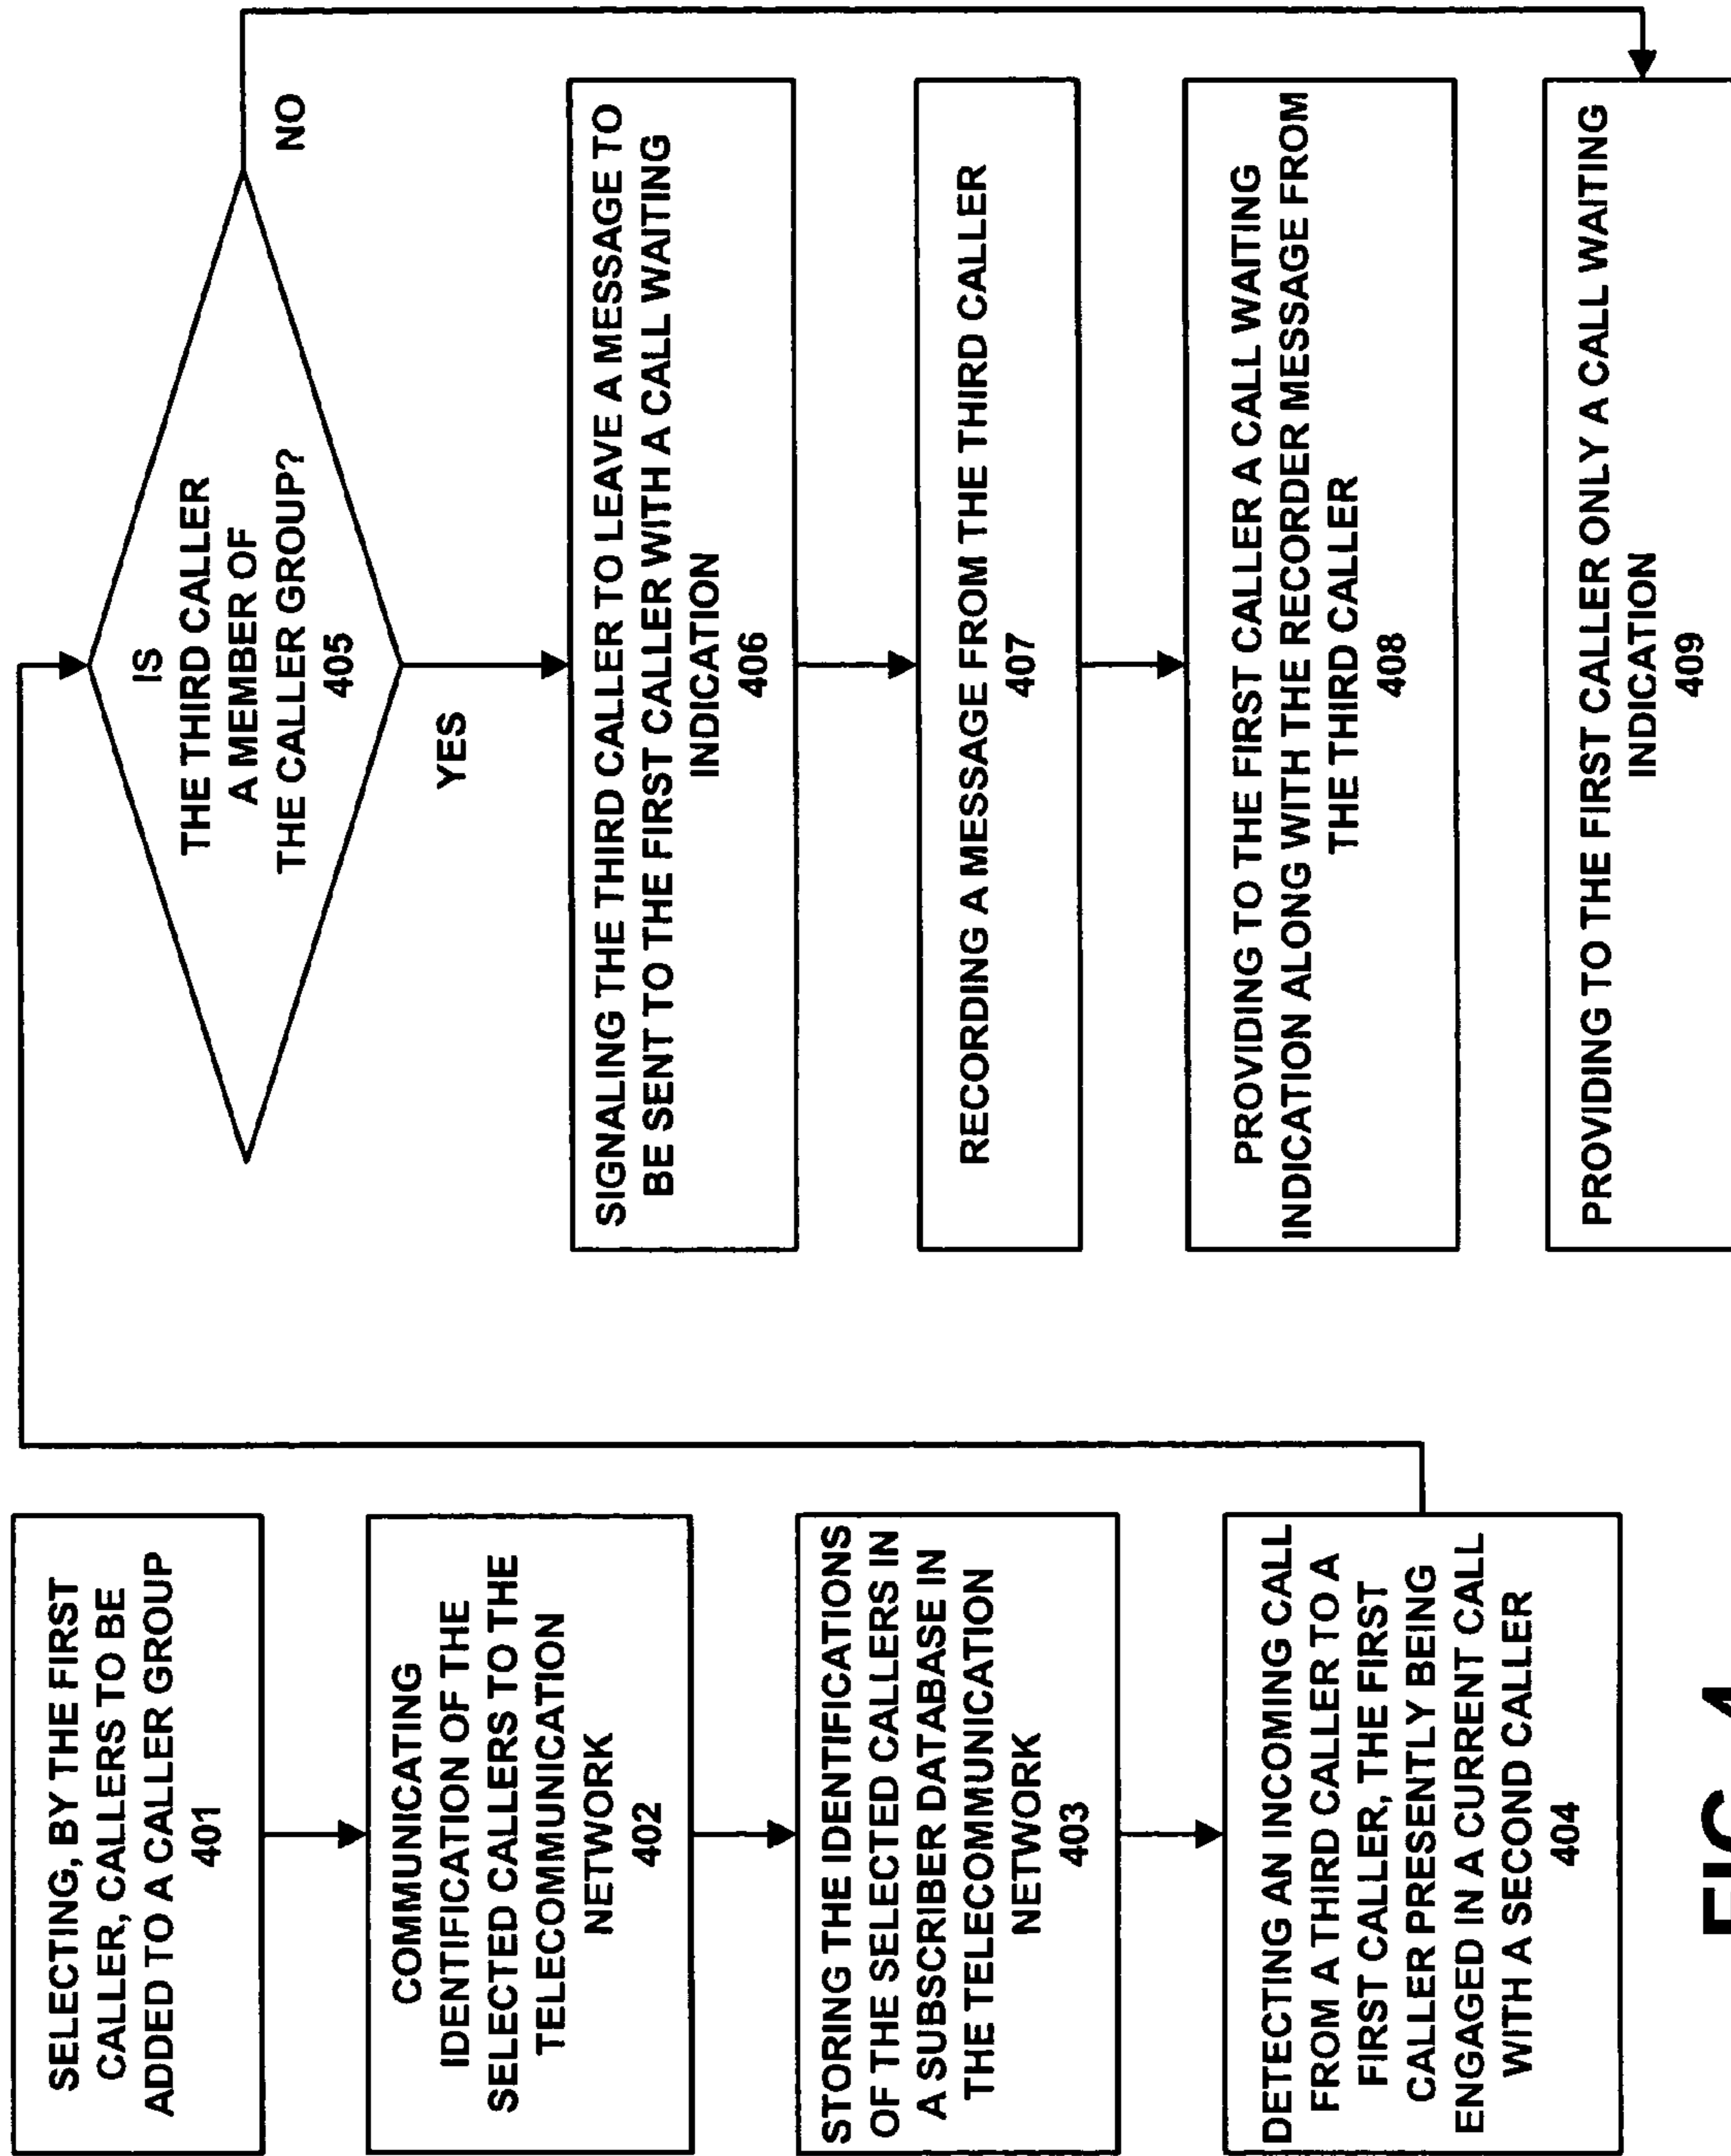 SELECTING, BY THE FIRST
CALLER, CALLERS TO BE
ADDED TO A CALLER GROUP
401
COMMUNICATING
IDENTIFICATION OF THE
SELECTED CALLERS TO THE
TELECOMMUNICATION
NETWORK
402
STORING THE IDENTIFICATIONS
OF THE SELECTED CALLERS IN
A SUBSCRIBER DATABASE IN
THE TELECOMMUNICATION
NETWORK
403
DETECTING AN INCOMING CALL
FROM A THIRD CALLER TO A
FIRST CALLER, THE FIRST
CALLER PRESENTLY BEING
ENGAGED IN A CURRENT CALL
WITH A SECOND CALLER
404
IS
THE THIRD CALLER
A MEMBER OF
THE CALLER GROUP?
405
NO
YES
SIGNALING THE THIRD CALLER TO LEAVE A MESSAGE TO
BE SENT TO THE FIRST CALLER WITH A CALL WAITING
INDICATION
406
RECORDING A MESSAGE FROM THE THIRD CALLER
407
PROVIDING TO THE FIRST CALLER A CALL WAITING
INDICATION ALONG WITH THE RECORDER MESSAGE FROM
THE THIRD CALLER
408
PROVIDING TO THE FIRST CALLER ONLY A CALL WAITING
INDICATION
409
FIG. 4